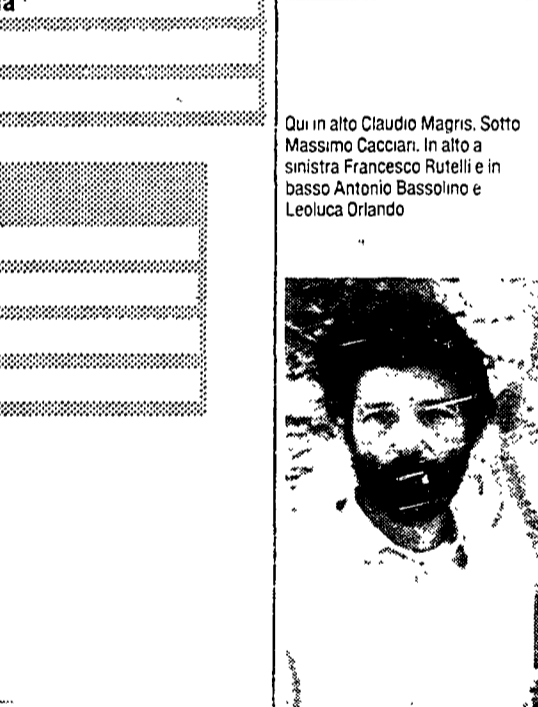 Qui in alto Claudio Magris. Sotto
Massimo Cacciari. In alto a
sinistra Francesco Rutelli e in
basso Antonio Bassolino e
Leoluca Orlando